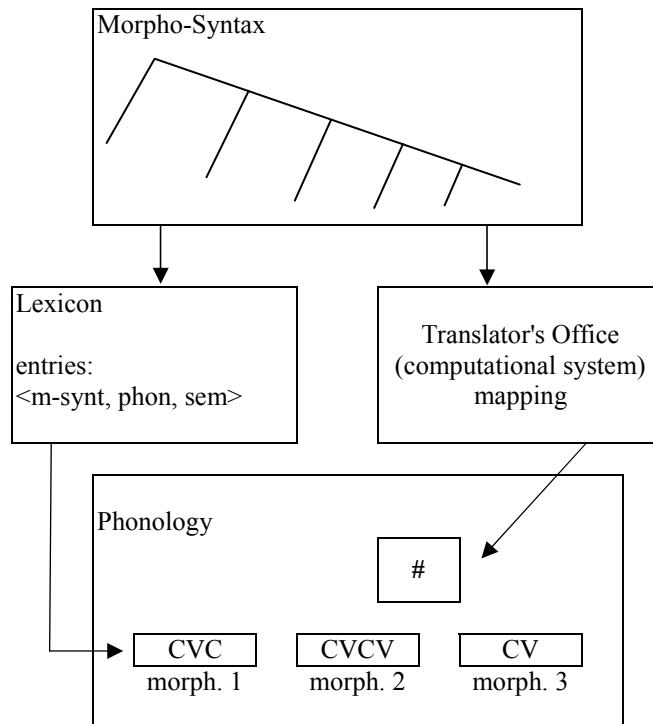 Morpho-Syntax
Lexicon
entries:
<m-synt, phon, sem>
Translator's Office
(computational system)
mapping
Phonology
#
CVC CVCV CV
morph. 1 morph. 2 morph. 3